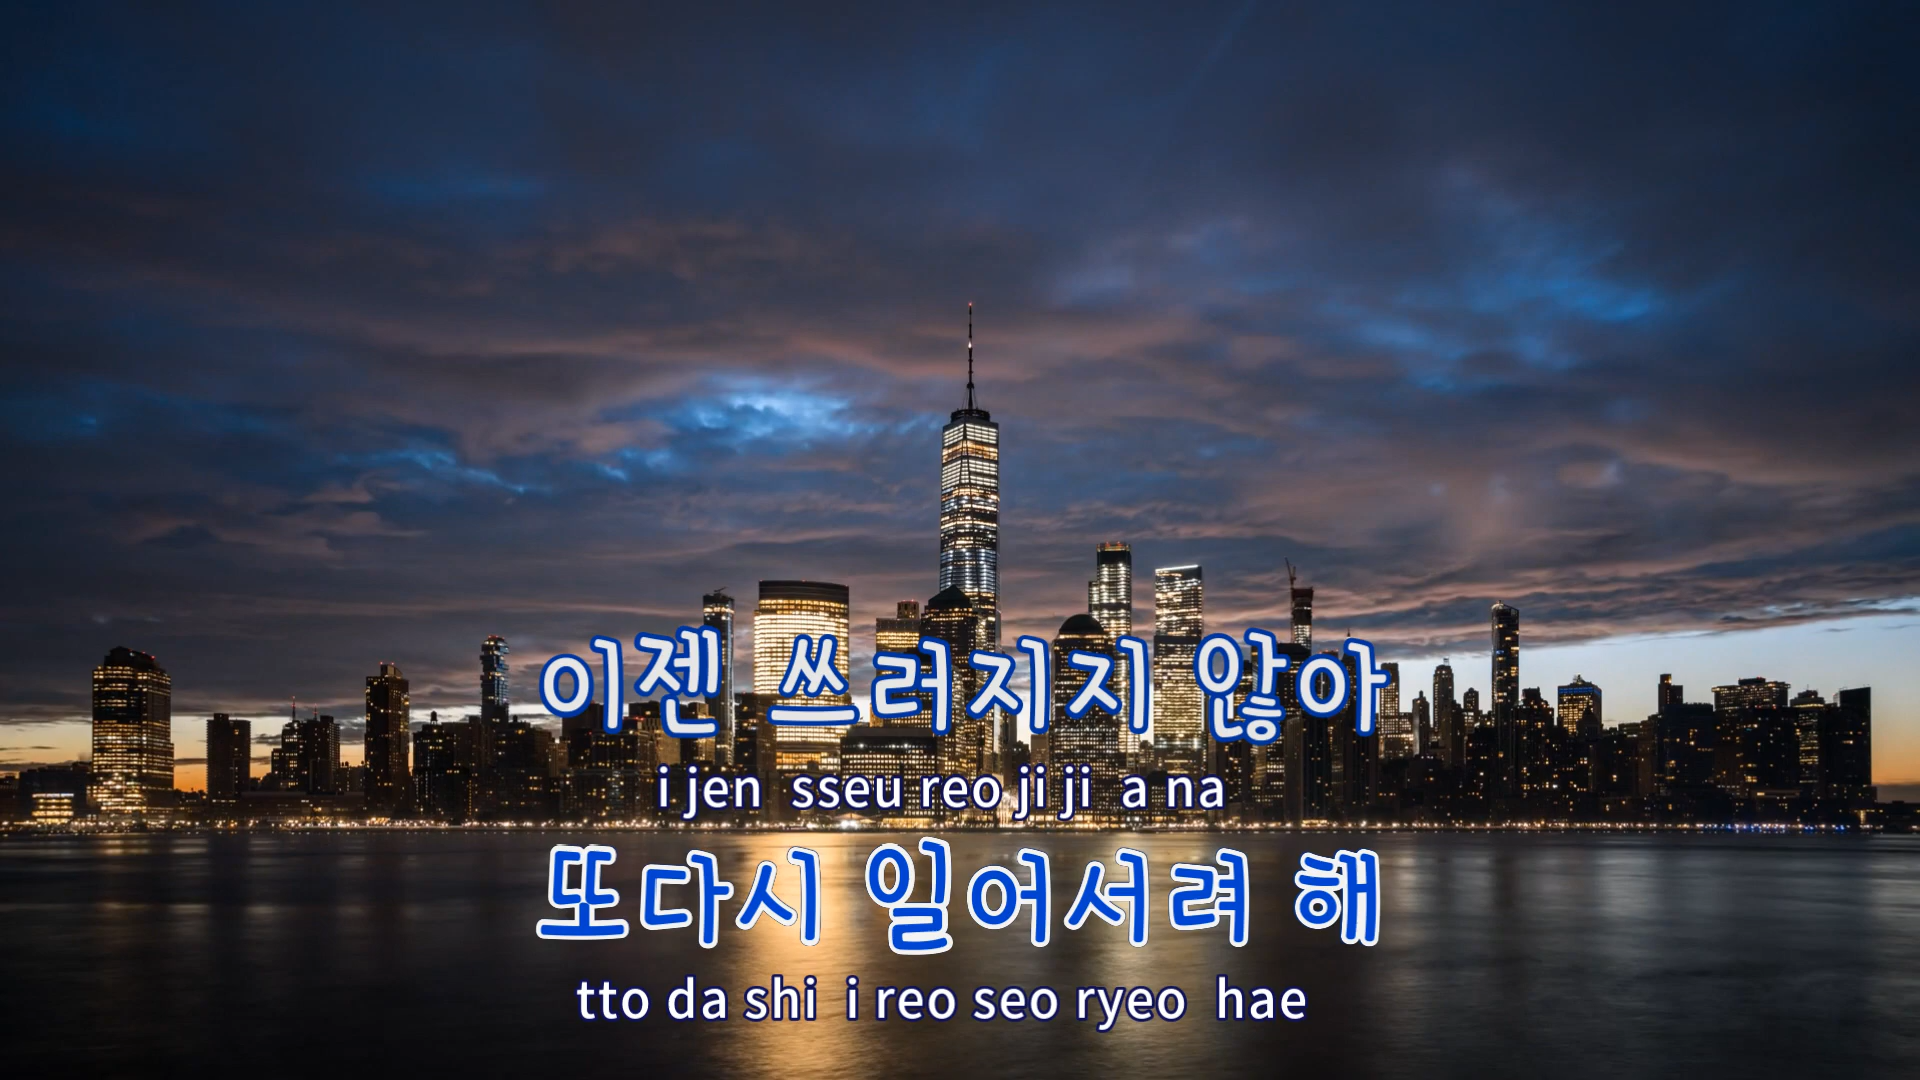 이젠 쓰러지지 않아
i jen sseu reo ji ji a na
또다시 일어서려 해
tto da shi i reo seo ryeo hae